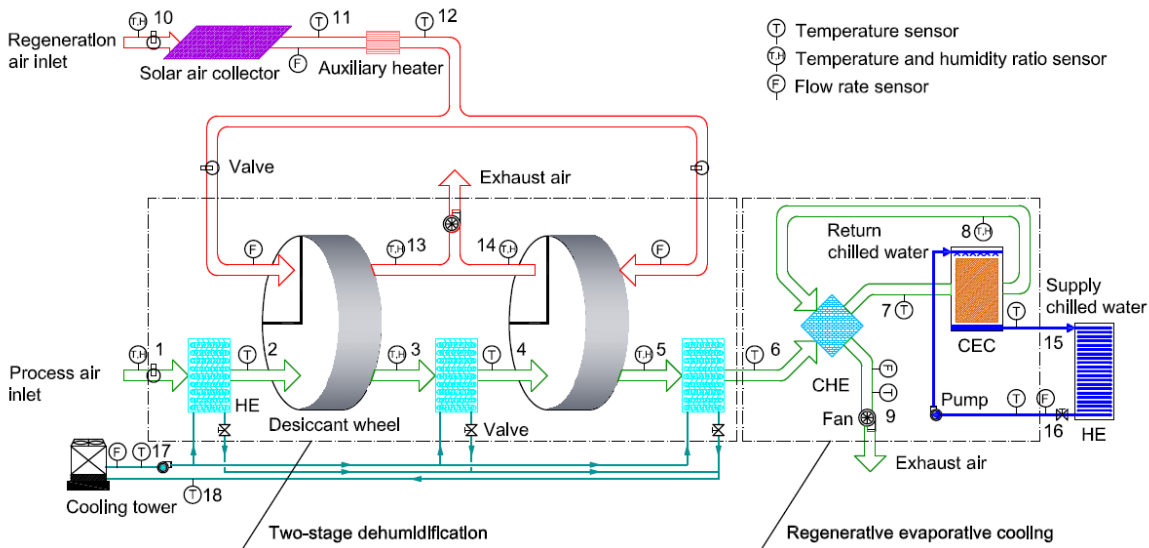 T.H 10
T 11
T 12
Regeneration
air inlet
Solar air collector
F
Auxiliary heater
T Temperature sensor
T.H Temperature and humidity ratio sensor
F Flow rate sensor
Valve
Exhaust air
F
T.H 13
14 T.H
F
Return
chilled water
8 T.H
Supply
chilled water
7 T
T
CEC
15
T.H 1
T 2
T.H 3
T 4
T.H 5
T 6
Process air
inlet
HE
CHE
F
T
Desiccant wheel
Valve
Fan
9
Pump
T
F
16
HE
Exhaust air
F
T 17
T 18
Cooling tower
Two-stage dehumidification
Regenerative evaporative cooling